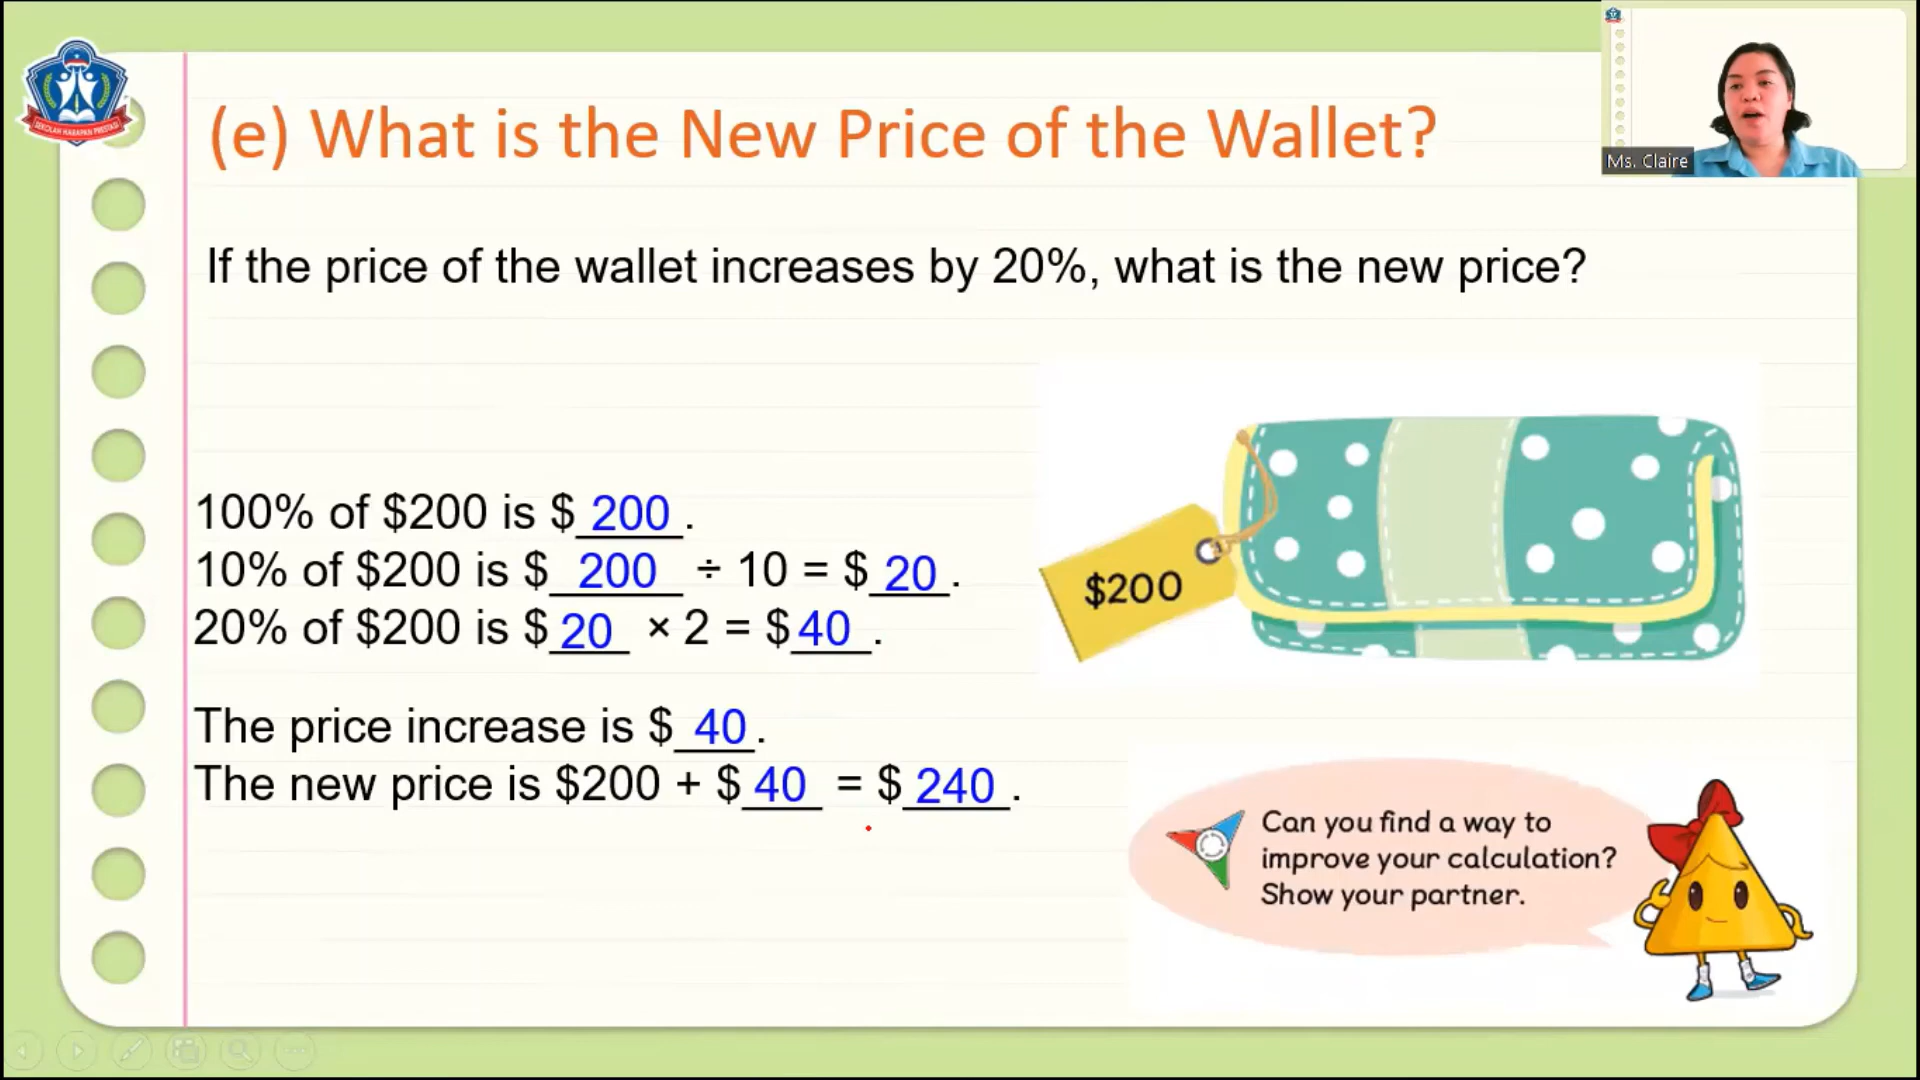 SEKOLAH HARAPAN PRESTASI
(e) What is the New Price of the Wallet?
Ms. Claire
If the price of the wallet increases by 20%, what is the new price?
100% of $200 is $ 200 .
10% of $200 is $ 200 ÷ 10 = $ 20 .
20% of $200 is $ 20 × 2 = $ 40 .
$200
The price increase is $ 40 .
The new price is $200 + $ 40 = $ 240 .
Can you find a way to
improve your calculation?
Show your partner.